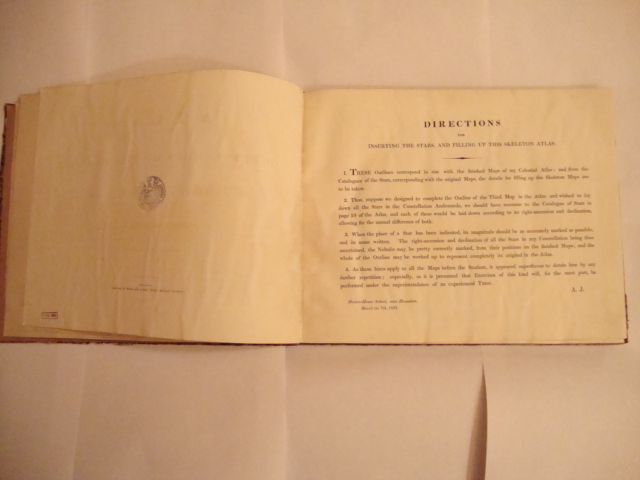 DIRECTIONS
FOR
INSERTING THE STARS, AND FILLING UP THIS SKELETON ATLAS.
1. THESE Outlines correspond in size with the finished Maps of my Celestial Atlas; and from the
Catalogues of the Stars, corresponding with the original Maps, the details for filling up the Skeleton Maps are
to be taken.
2. Thus, suppose we designed to complete the Outline of the Third Map in the Atlas, and wished to lay
down all the Stars in the Constellation Andromeda, we should have recourse to the Catalogue of Stars in
page of the Atlas, and each of these would be laid down according to its right-ascension and declination,
allowing for the annual difference of both.
3. When the place of a Star has been indicated, its magnitude should be as accurately marked as possible,
and its name written. The right-ascension and declination of all the Stars in any Constellation being thus
ascertained, the Nebulæ may be pretty correctly marked, from their positions on the finished Maps; and the
whole of the Outline may be worked up to represent completely its original in the Atlas.
4. As these hints apply to all the Maps before the Student, it appeared superfluous to detain him by any
further repetition; especially, as it is presumed that Exercises of this kind will, for the most part, be
performed under the superintendence of an experienced Tutor.
A. J.
March